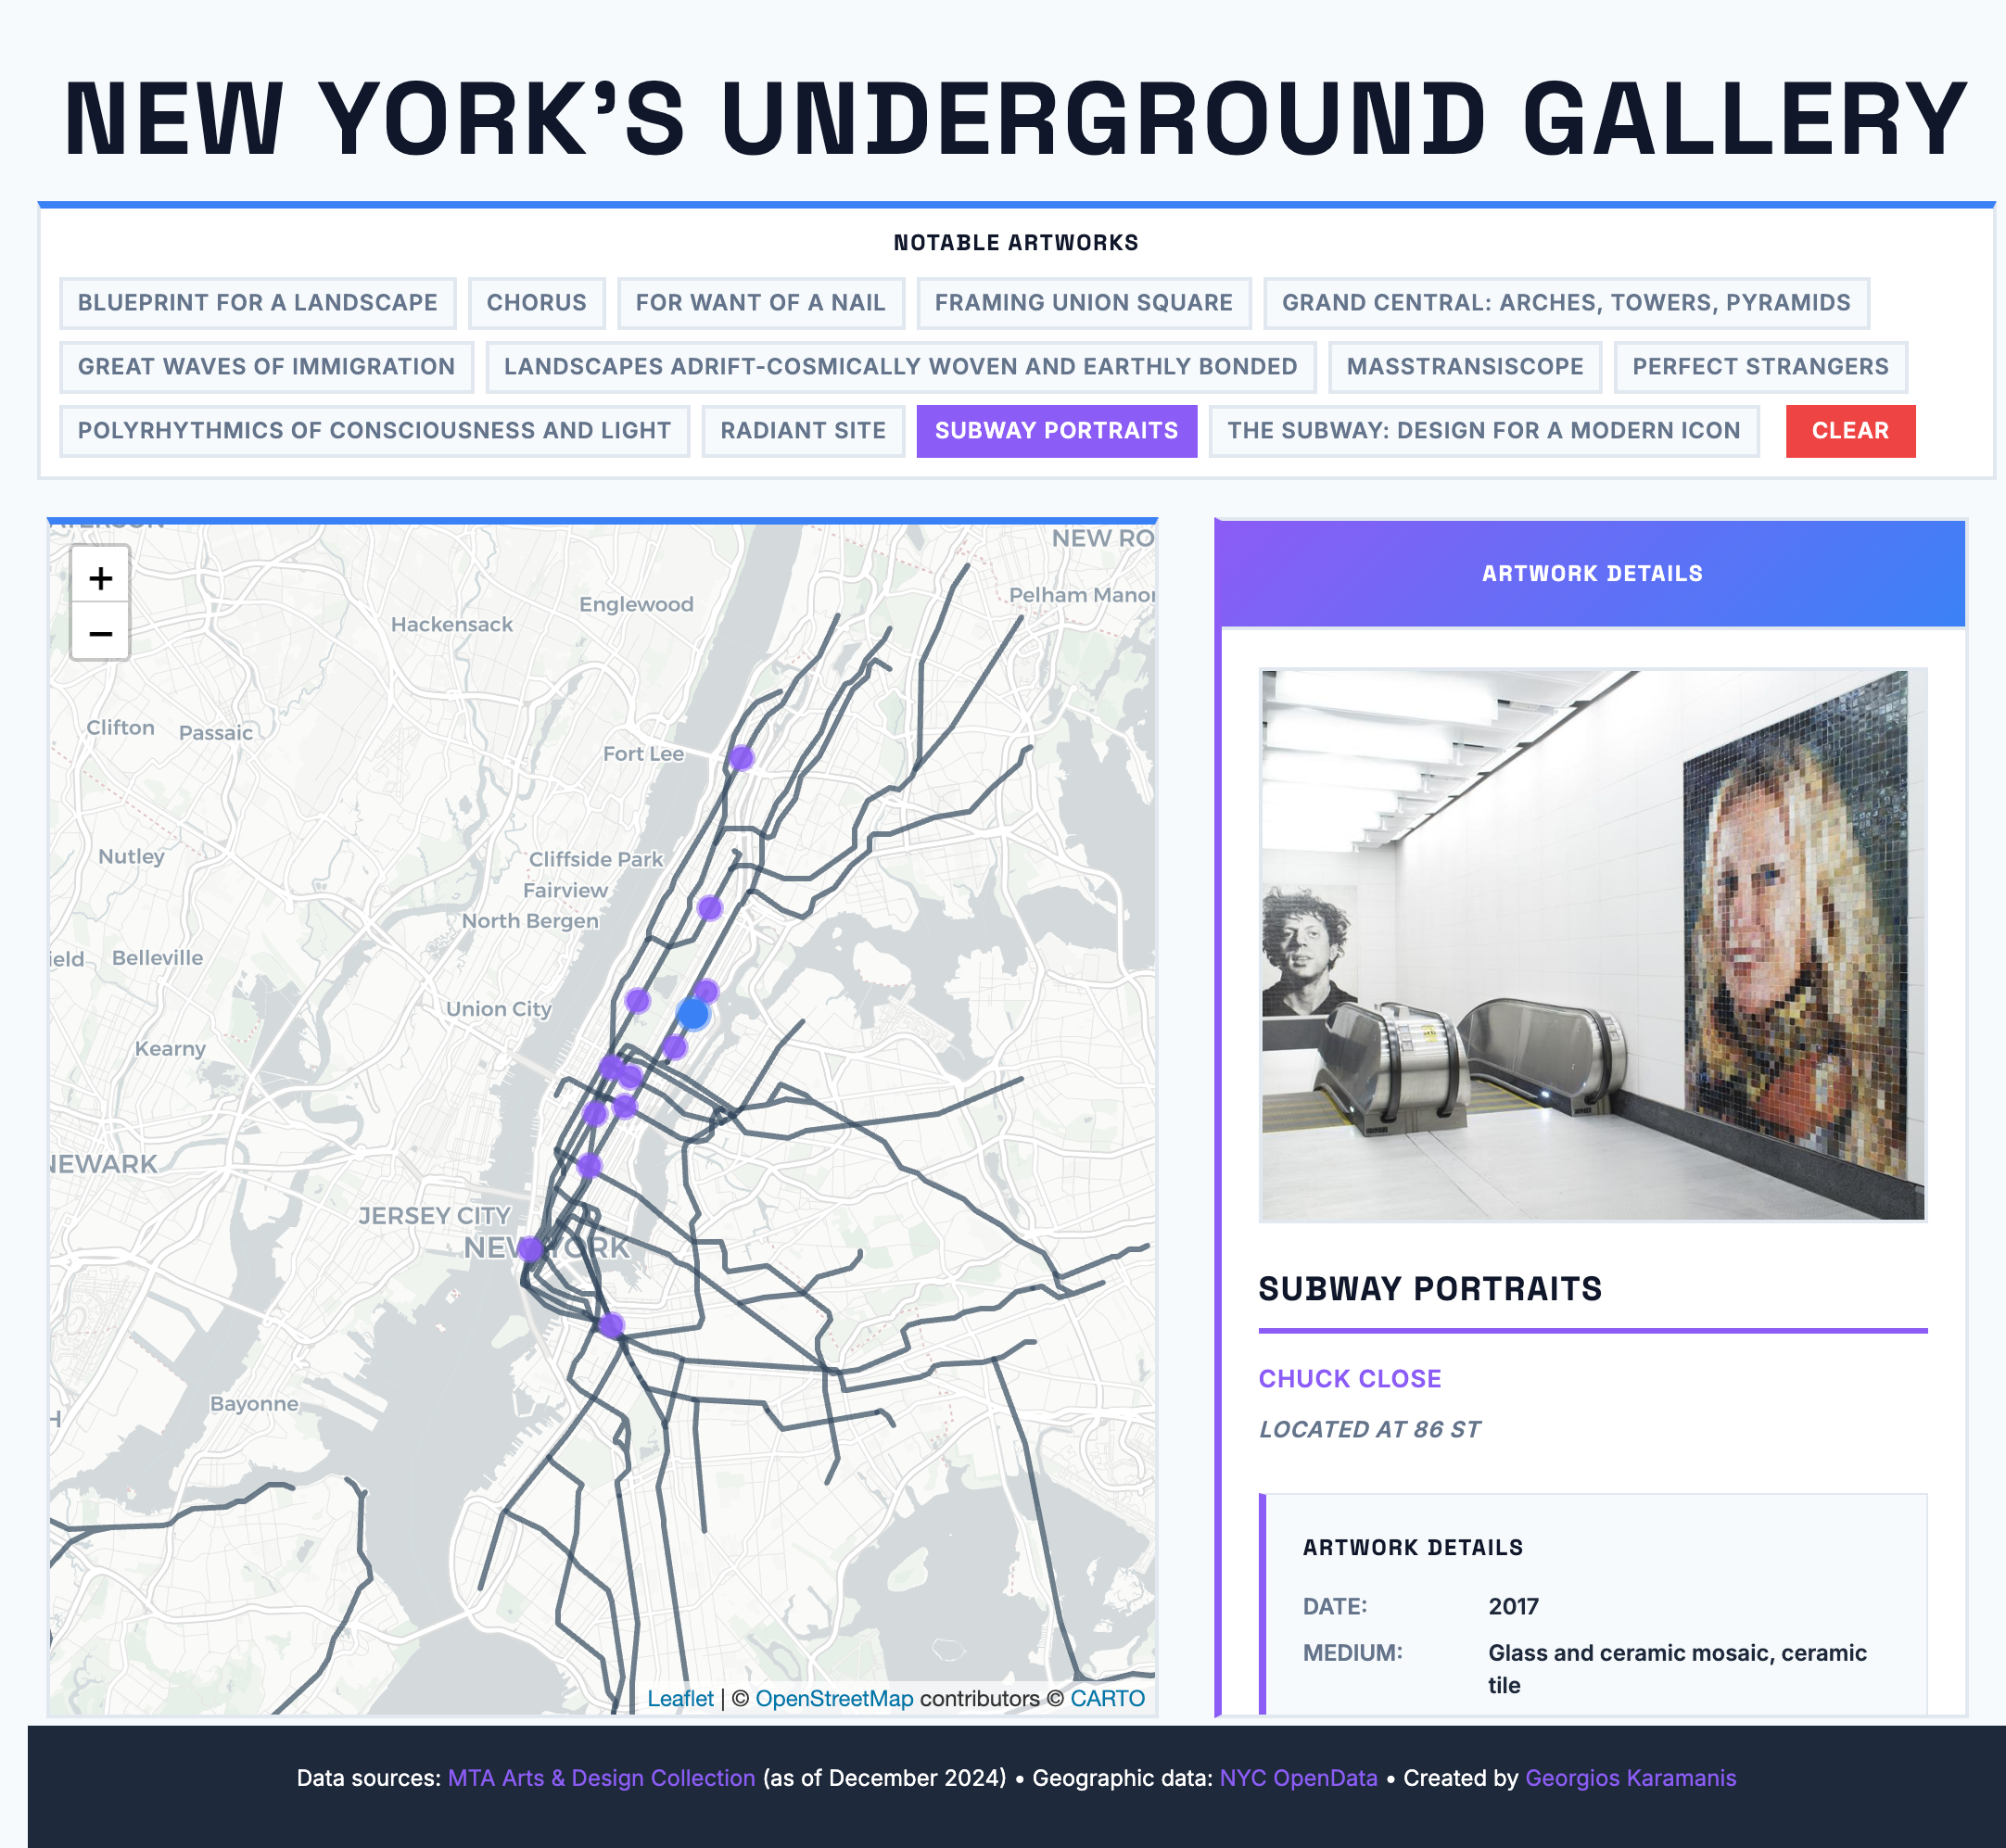 NEW YORK'S UNDERGROUND GALLERY
NOTABLE ARTWORKS
BLUEPRINT FOR A LANDSCAPE
CHORUS
FOR WANT OF A NAIL
FRAMING UNION SQUARE
GRAND CENTRAL: ARCHES, TOWERS, PYRAMIDS
GREAT WAVES OF IMMIGRATION
LANDSCAPES ADRIFT-COSMICALLY WOVEN AND EARTHLY BONDED
MASSTRANSISCOPE
PERFECT STRANGERS
POLYRHYTHMICS OF CONSCIOUSNESS AND LIGHT
RADIANT SITE
SUBWAY PORTRAITS
THE SUBWAY: DESIGN FOR A MODERN ICON
CLEAR
+
−
NEW RO
Pelham Manor
Englewood
Hackensack
Clifton
Passaic
Fort Lee
Nutley
Cliffside Park
Fairview
North Bergen
ield
Belleville
Union City
Kearny
NEWARK
JERSEY CITY
NEW YORK
Bayonne
H
Leaflet | © OpenStreetMap contributors © CARTO
ARTWORK DETAILS
SUBWAY PORTRAITS
CHUCK CLOSE
LOCATED AT 86 ST
ARTWORK DETAILS
DATE: 2017
MEDIUM: Glass and ceramic mosaic, ceramic
tile
Data sources: MTA Arts & Design Collection (as of December 2024) • Geographic data: NYC OpenData • Created by Georgios Karamanis